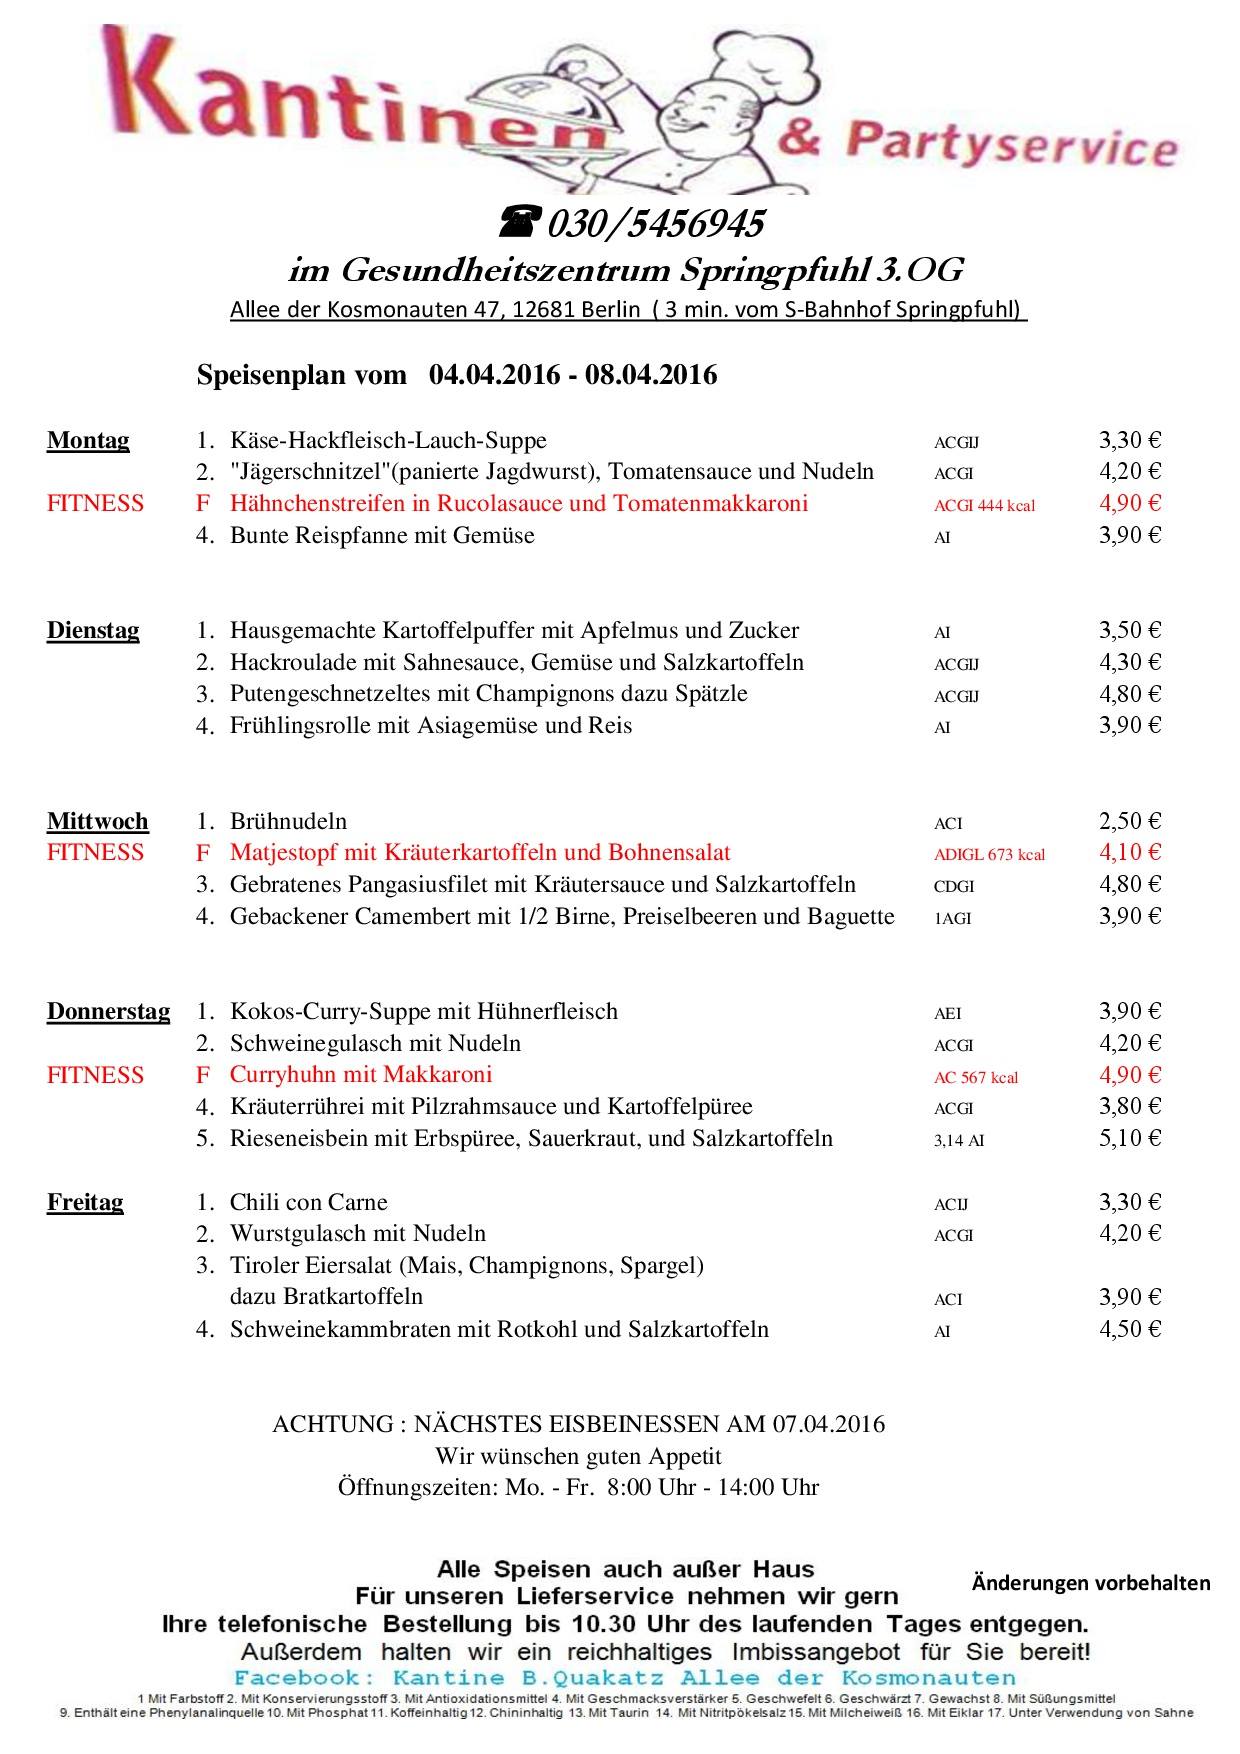 Kantinen & Partyservice
☎ 030/5456945
im Gesundheitszentrum Springpfuhl 3.OG
Allee der Kosmonauten 47, 12681 Berlin ( 3 min. vom S-Bahnhof Springpfuhl)
Speisenplan vom 04.04.2016 - 08.04.2016
Montag 1. Käse-Hackfleisch-Lauch-Suppe ACGIJ 3,30 €
2. "Jägerschnitzel"(panierte Jagdwurst), Tomatensauce und Nudeln ACGI 4,20 €
FITNESS F Hähnchenstreifen in Rucolasauce und Tomatenmakkaroni ACGI 444 kcal 4,90 €
4. Bunte Reispfanne mit Gemüse AI 3,90 €
Dienstag 1. Hausgemachte Kartoffelpuffer mit Apfelmus und Zucker AI 3,50 €
2. Hackroulade mit Sahnesauce, Gemüse und Salzkartoffeln ACGIJ 4,30 €
3. Putengeschnetzeltes mit Champignons dazu Spätzle ACGIJ 4,80 €
4. Frühlingsrolle mit Asiagemüse und Reis AI 3,90 €
Mittwoch 1. Brühnudeln ACI 2,50 €
FITNESS F Matjestopf mit Kräuterkartoffeln und Bohnensalat ADIGL 673 kcal 4,10 €
3. Gebratenes Pangasiusfilet mit Kräutersauce und Salzkartoffeln CDGI 4,80 €
4. Gebackener Camembert mit 1/2 Birne, Preiselbeeren und Baguette 1AGI 3,90 €
Donnerstag 1. Kokos-Curry-Suppe mit Hühnerfleisch AEI 3,90 €
2. Schweinegulasch mit Nudeln ACGI 4,20 €
FITNESS F Curryhuhn mit Makkaroni AC 567 kcal 4,90 €
4. Kräuterrührei mit Pilzrahmsauce und Kartoffelpüree ACGI 3,80 €
5. Rieseneisbein mit Erbspüree, Sauerkraut, und Salzkartoffeln 3,14 AI 5,10 €
Freitag 1. Chili con Carne ACIJ 3,30 €
2. Wurstgulasch mit Nudeln ACGI 4,20 €
3. Tiroler Eiersalat (Mais, Champignons, Spargel)
dazu Bratkartoffeln ACI 3,90 €
4. Schweinekammbraten mit Rotkohl und Salzkartoffeln AI 4,50 €
ACHTUNG : NÄCHSTES EISBEINESSEN AM 07.04.2016
Wir wünschen guten Appetit
Öffnungszeiten: Mo. - Fr. 8:00 Uhr - 14:00 Uhr
Alle Speisen auch außer Haus
Änderungen vorbehalten
Für unseren Lieferservice nehmen wir gern
Ihre telefonische Bestellung bis 10.30 Uhr des laufenden Tages entgegen.
Außerdem halten wir ein reichhaltiges Imbissangebot für Sie bereit!
Facebook: Kantine B.Quakatz Allee der Kosmonauten
1 Mit Farbstoff 2. Mit Konservierungsstoff 3. Mit Antioxidationsmittel 4. Mit Geschmacksverstärker 5. Geschwefelt 6. Geschwärzt 7. Gewachst 8. Mit Süßungsmittel
9. Enthält eine Phenylanalinquelle 10. Mit Phosphat 11. Koffeinhaltig 12. Chininhaltig 13. Mit Taurin 14. Mit Nitritpökelsalz 15. Mit Milcheiweiß 16. Mit Eiklar 17. Unter Verwendung von Sahne